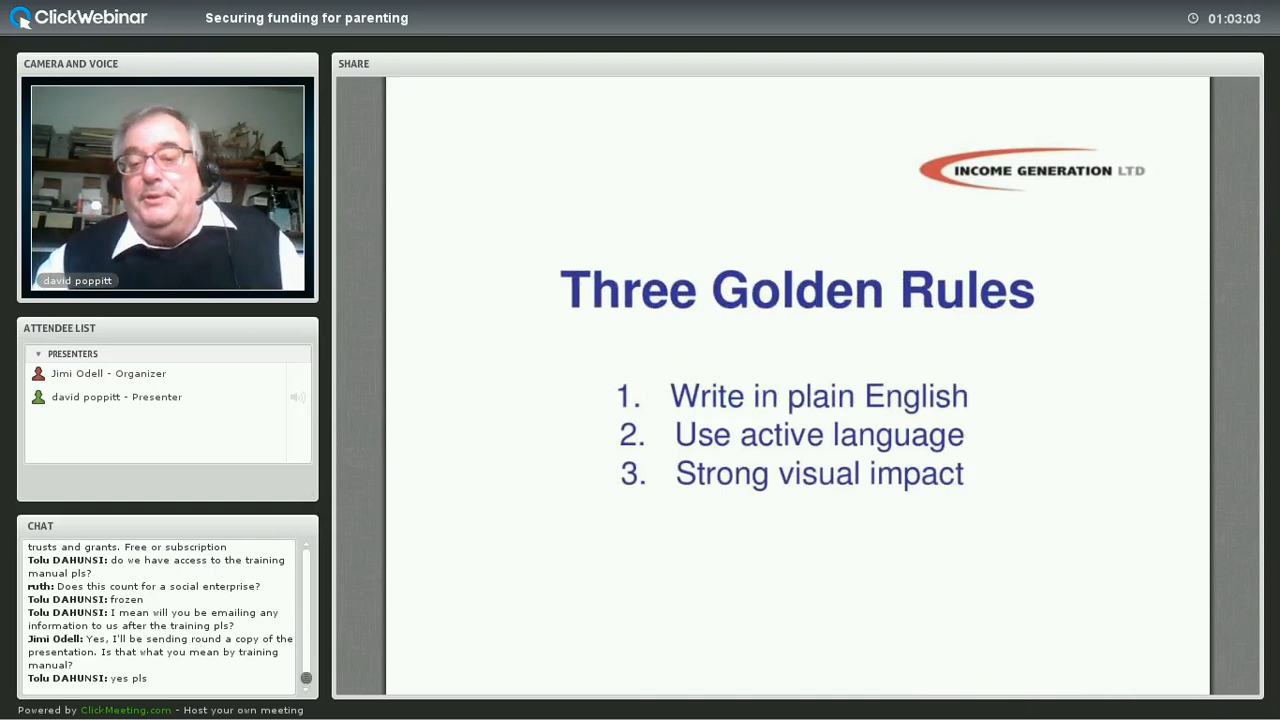 ClickWebinar
Securing funding for parenting
01:03:03
CAMERA AND VOICE
david poppitt
ATTENDEE LIST
PRESENTERS
Jimi Odell - Organizer
david poppitt - Presenter
CHAT
trusts and grants. Free or subscription
Tolu DAHUNSI: do we have access to the training
manual pls?
ruth: Does this count for a social enterprise?
Tolu DAHUNSI: frozen
Tolu DAHUNSI: I mean will you be emailing any
information to us after the training pls?
Jimi Odell: Yes, I'll be sending round a copy of the
presentation. Is that what you mean by training
manual?
Tolu DAHUNSI: yes pls
Powered by ClickMeeting.com - Host your own meeting
SHARE
INCOME GENERATION LTD
Three Golden Rules
1. Write in plain English
2. Use active language
3. Strong visual impact